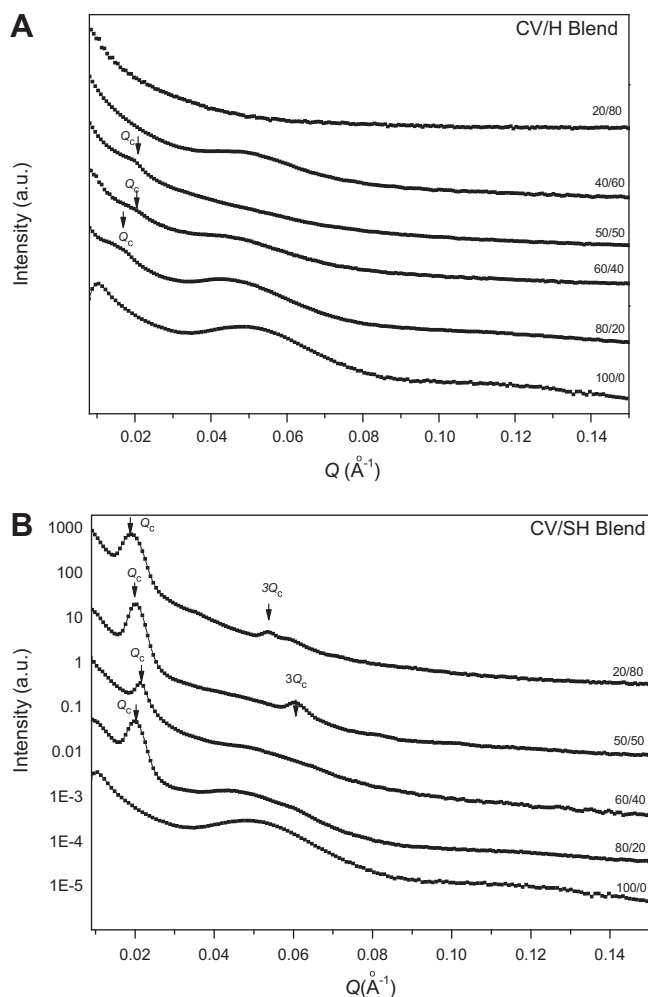 A
CV/H Blend
20/80
Qc
40/60
Qc
50/50
Qc
60/40
80/20
100/0
Intensity (a.u.)
0.02 0.04 0.06 0.08 0.10 0.12 0.14
Q (Å-1)
B
CV/SH Blend
1000
Qc
100
Qc
3Qc
10
20/80
1
Qc
3Qc
0.1
Qc
50/50
0.01
60/40
1E-3
80/20
1E-4
100/0
1E-5
Intensity (a.u.)
0.02 0.04 0.06 0.08 0.10 0.12 0.14
Q(Å-1)